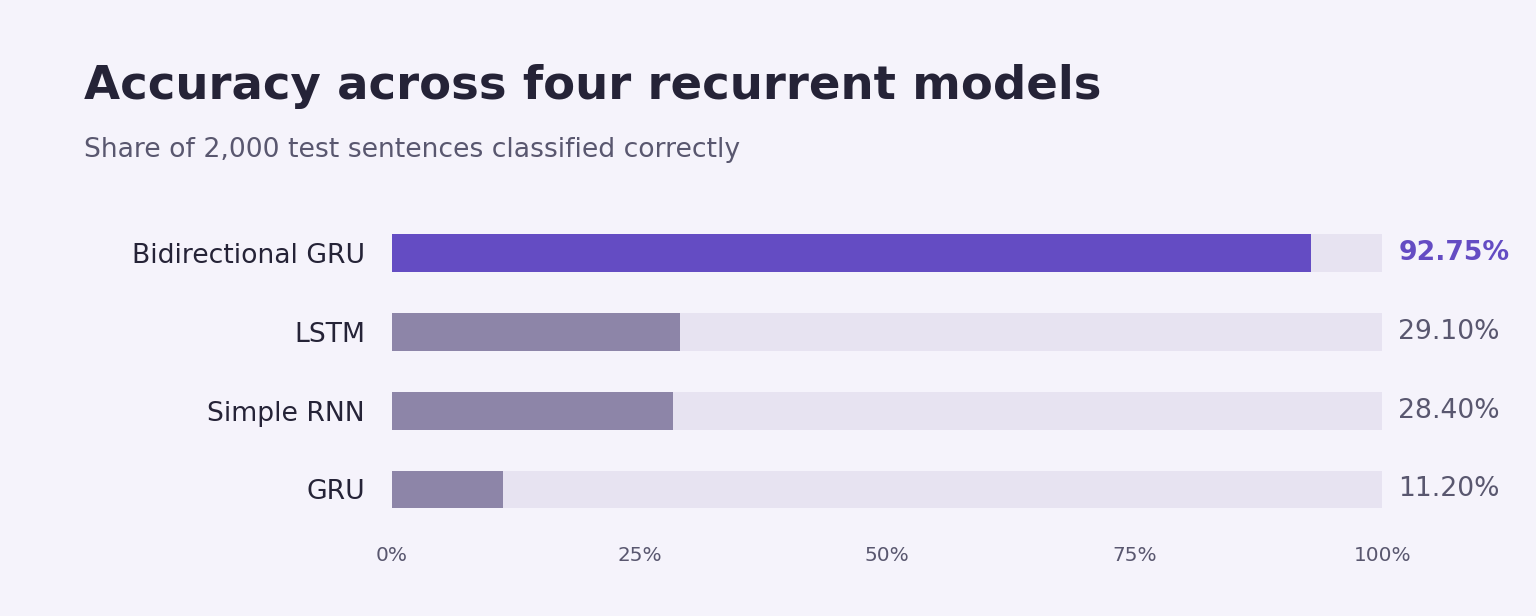 Accuracy across four recurrent models
Share of 2,000 test sentences classified correctly
Bidirectional GRU 92.75%
LSTM 29.10%
Simple RNN 28.40%
GRU 11.20%
0% 25% 50% 75% 100%